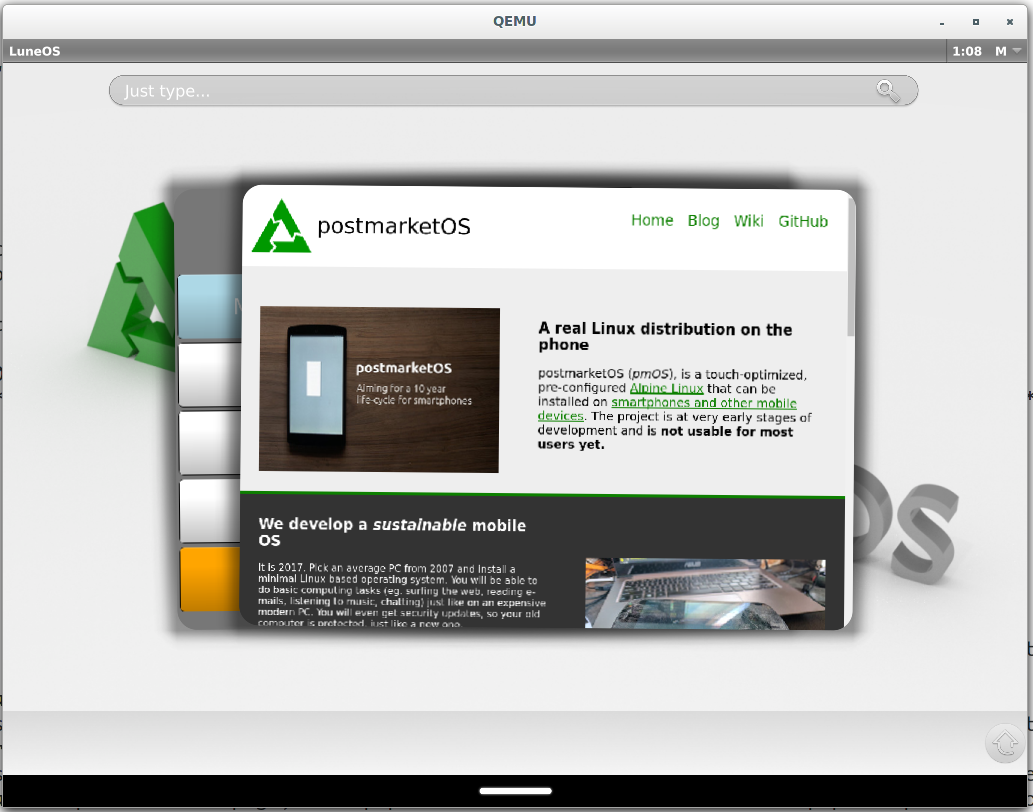 QEMU
LuneOS
1:08 M
Just type...
postmarketOS
Home Blog Wiki GitHub
postmarketOS
Aiming for a 10 year
life-cycle for smartphones
A real Linux distribution on the
phone
postmarketOS (pmOS), is a touch-optimized,
pre-configured Alpine Linux that can be
installed on smartphones and other mobile
devices. The project is at very early stages of
development and is not usable for most
users yet.
We develop a sustainable mobile
OS
It is 2017. Pick an average PC from 2007 and install a
minimal Linux based operating system. You will be able to
do basic computing tasks (eg. surfing the web, reading e-
mails, listening to music, chatting) just like on an expensive
modern PC. You will even get security updates, so your old
computer is protected, just like a new one.
OS